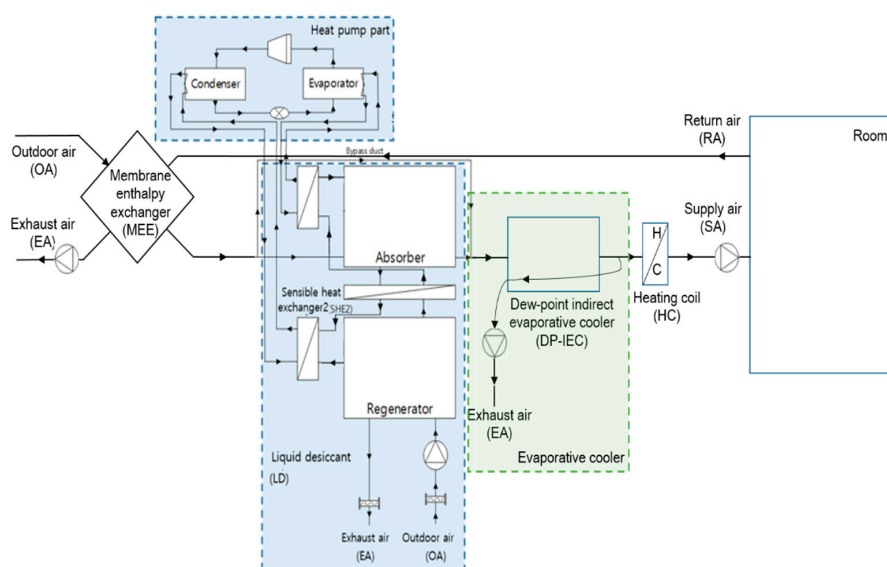 Heat pump part
Condenser
Evaporator
Return air
(RA)
Room
Outdoor air
(OA)
Bypass duct
Membrane
enthalpy
exchanger
(MEE)
Exhaust air
(EA)
Supply air
(SA)
H
C
Absorber
Heating coil
(HC)
Sensible heat
exchanger2(SHE2)
Dew-point indirect
evaporative cooler
(DP-IEC)
Regenerator
Exhaust air
(EA)
Evaporative cooler
Liquid desiccant
(LD)
Exhaust air
(EA)
Outdoor air
(OA)